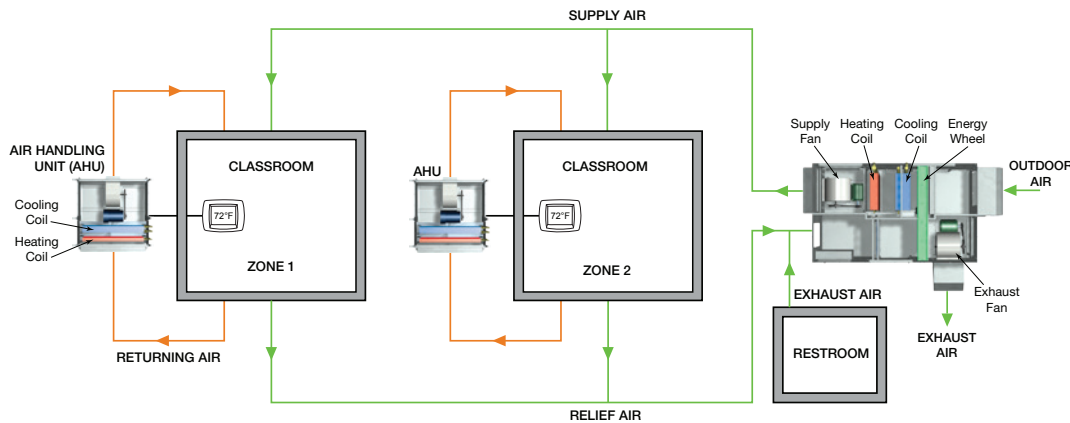 SUPPLY AIR
AIR HANDLING
UNIT (AHU)
Cooling
Coil
Heating
Coil
CLASSROOM
72°F
ZONE 1
RETURNING AIR
AHU
CLASSROOM
72°F
ZONE 2
RELIEF AIR
Supply
Fan
Heating
Coil
Cooling
Coil
Energy
Wheel
OUTDOOR
AIR
EXHAUST AIR
RESTROOM
Exhaust
Fan
EXHAUST
AIR